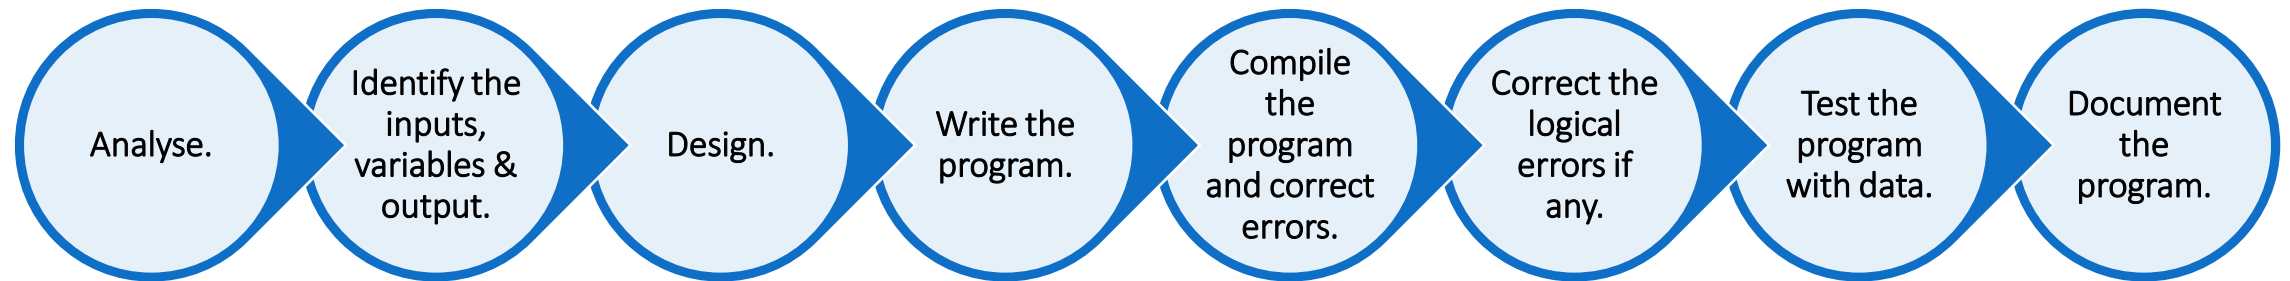 Analyse.
Identify the
inputs,
variables &
output.
Design.
Write the
program.
Compile
the
program
and correct
errors.
Correct the
logical
errors if
any.
Test the
program
with data.
Document
the
program.